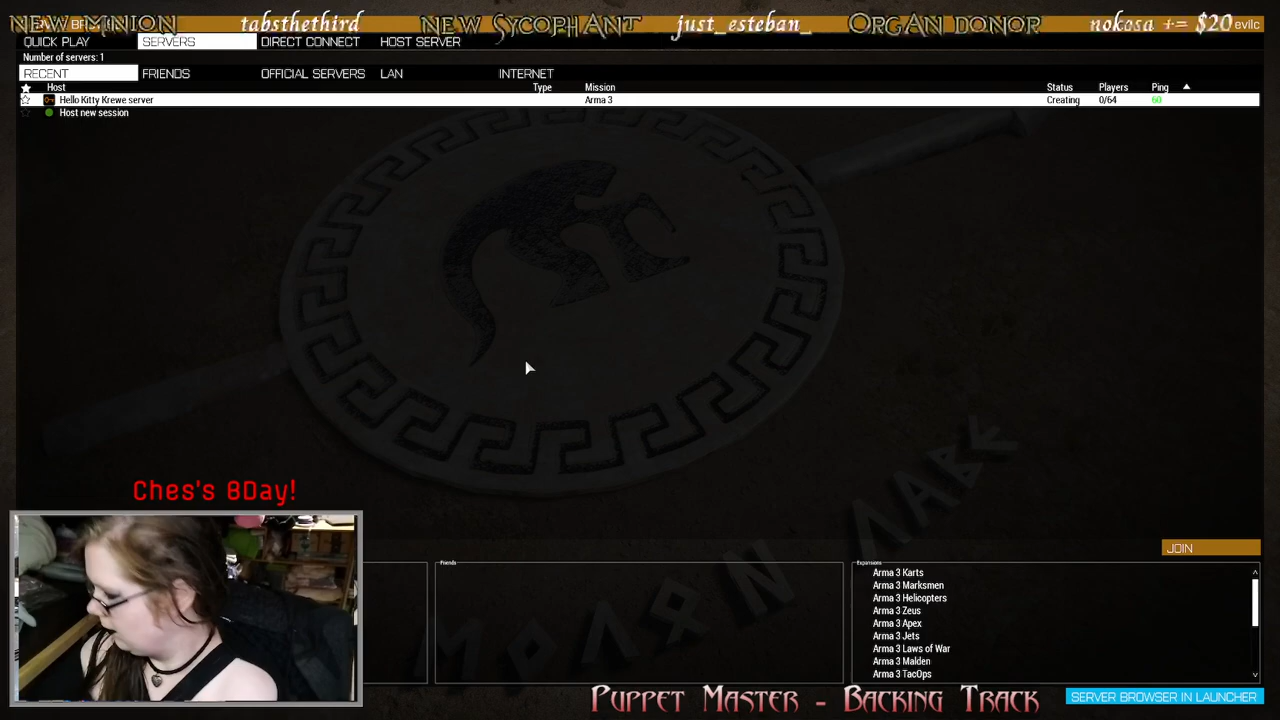 NEW MINION tabsthethird NEW SYCOPHANT just_esteban_ ORGAN DONOR nokosa += $20 evilc
QUICK PLAY SERVERS DIRECT CONNECT HOST SERVER
Number of servers: 1
RECENT FRIENDS OFFICIAL SERVERS LAN INTERNET
Host Type Mission Status Players Ping
Hello Kitty Krewe server Arma 3 Creating 0/64 60
Host new session
ΜΟΛΩΝ ΛΑΒΕ
Ches's BDay!
JOIN
Friends
Expansions
Arma 3 Karts
Arma 3 Marksmen
Arma 3 Helicopters
Arma 3 Zeus
Arma 3 Apex
Arma 3 Jets
Arma 3 Laws of War
Arma 3 Malden
Arma 3 TacOps
PUPPET MASTER - BACKING TRACK
SERVER BROWSER IN LAUNCHER